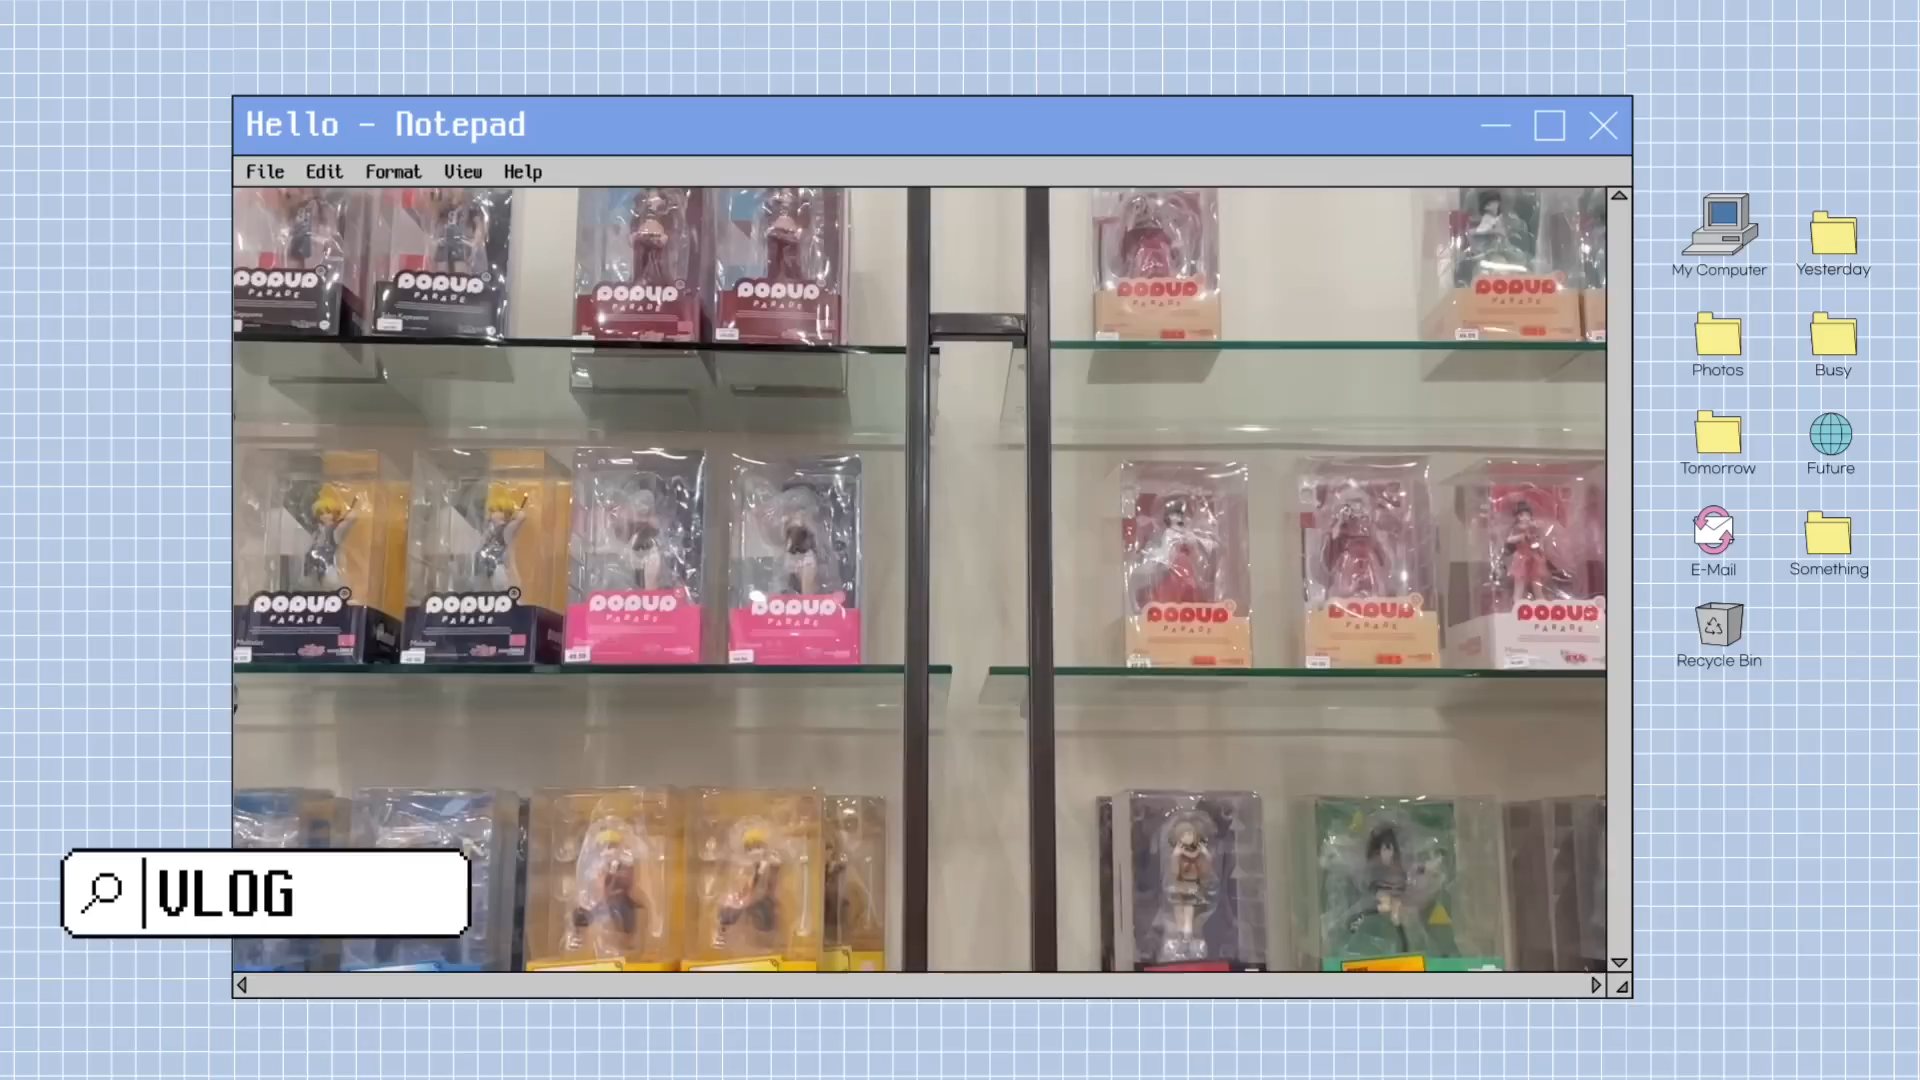 Hello - Notepad
File Edit Format View Help
POPUP PARADE
POPUP PARADE
POPUP PARADE
POPUP PARADE
POPUP PARADE
POPUP PARADE
POPUP PARADE
POPUP PARADE
POPUP PARADE
POPUP PARADE
POPUP PARADE
POPUP PARADE
POPUP PARADE
VLOG
My Computer
Yesterday
Photos
Busy
Tomorrow
Future
E-Mail
Something
Recycle Bin